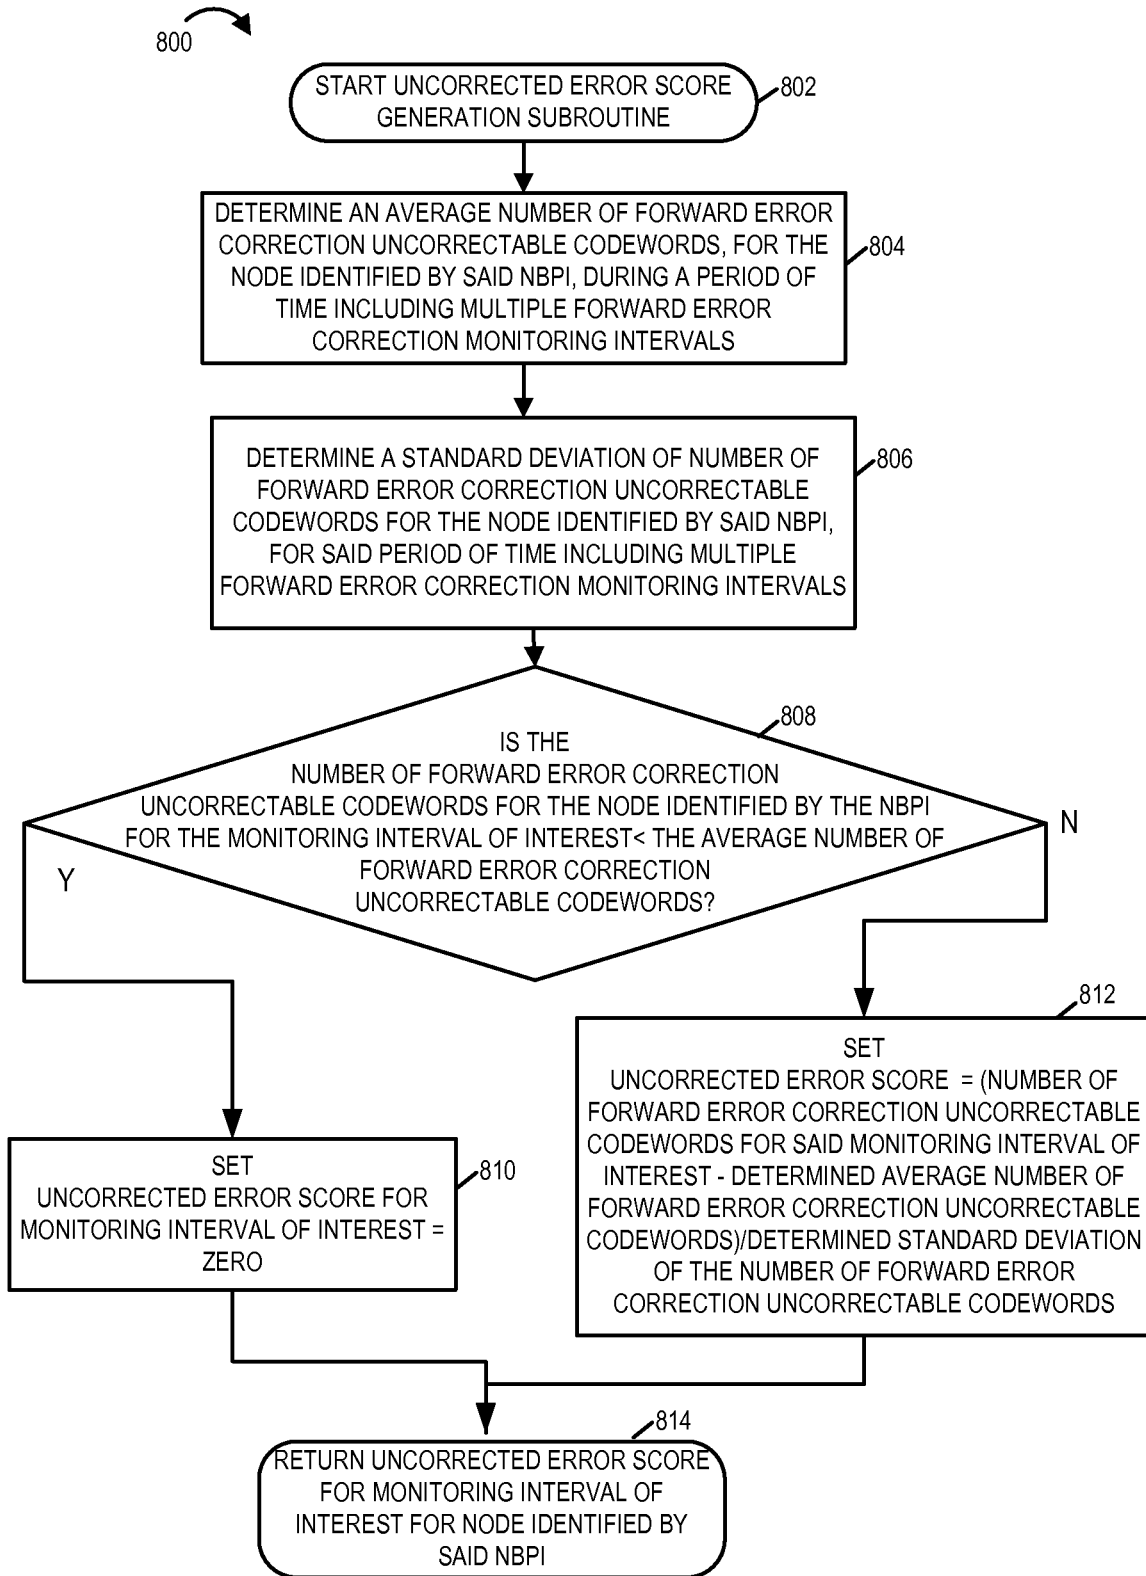 800
START UNCORRECTED ERROR SCORE
GENERATION SUBROUTINE
802
DETERMINE AN AVERAGE NUMBER OF FORWARD ERROR
CORRECTION UNCORRECTABLE CODEWORDS, FOR THE
NODE IDENTIFIED BY SAID NBPI, DURING A PERIOD OF
TIME INCLUDING MULTIPLE FORWARD ERROR
CORRECTION MONITORING INTERVALS
804
DETERMINE A STANDARD DEVIATION OF NUMBER OF
FORWARD ERROR CORRECTION UNCORRECTABLE
CODEWORDS FOR THE NODE IDENTIFIED BY SAID NBPI,
FOR SAID PERIOD OF TIME INCLUDING MULTIPLE
FORWARD ERROR CORRECTION MONITORING INTERVALS
806
808
IS THE
NUMBER OF FORWARD ERROR CORRECTION
UNCORRECTABLE CODEWORDS FOR THE NODE IDENTIFIED BY THE NBPI
FOR THE MONITORING INTERVAL OF INTEREST< THE AVERAGE NUMBER OF
FORWARD ERROR CORRECTION
UNCORRECTABLE CODEWORDS?
Y
N
SET
UNCORRECTED ERROR SCORE FOR
MONITORING INTERVAL OF INTEREST =
ZERO
810
812
SET
UNCORRECTED ERROR SCORE = (NUMBER OF
FORWARD ERROR CORRECTION UNCORRECTABLE
CODEWORDS FOR SAID MONITORING INTERVAL OF
INTEREST - DETERMINED AVERAGE NUMBER OF
FORWARD ERROR CORRECTION UNCORRECTABLE
CODEWORDS)/DETERMINED STANDARD DEVIATION
OF THE NUMBER OF FORWARD ERROR
CORRECTION UNCORRECTABLE CODEWORDS
814
RETURN UNCORRECTED ERROR SCORE
FOR MONITORING INTERVAL OF
INTEREST FOR NODE IDENTIFIED BY
SAID NBPI